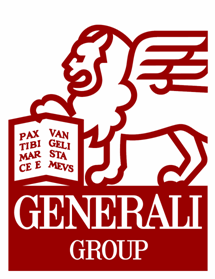 PAX VAN
TIBI GELI
MAR STA
CE E MEVS
GENERALI
GROUP